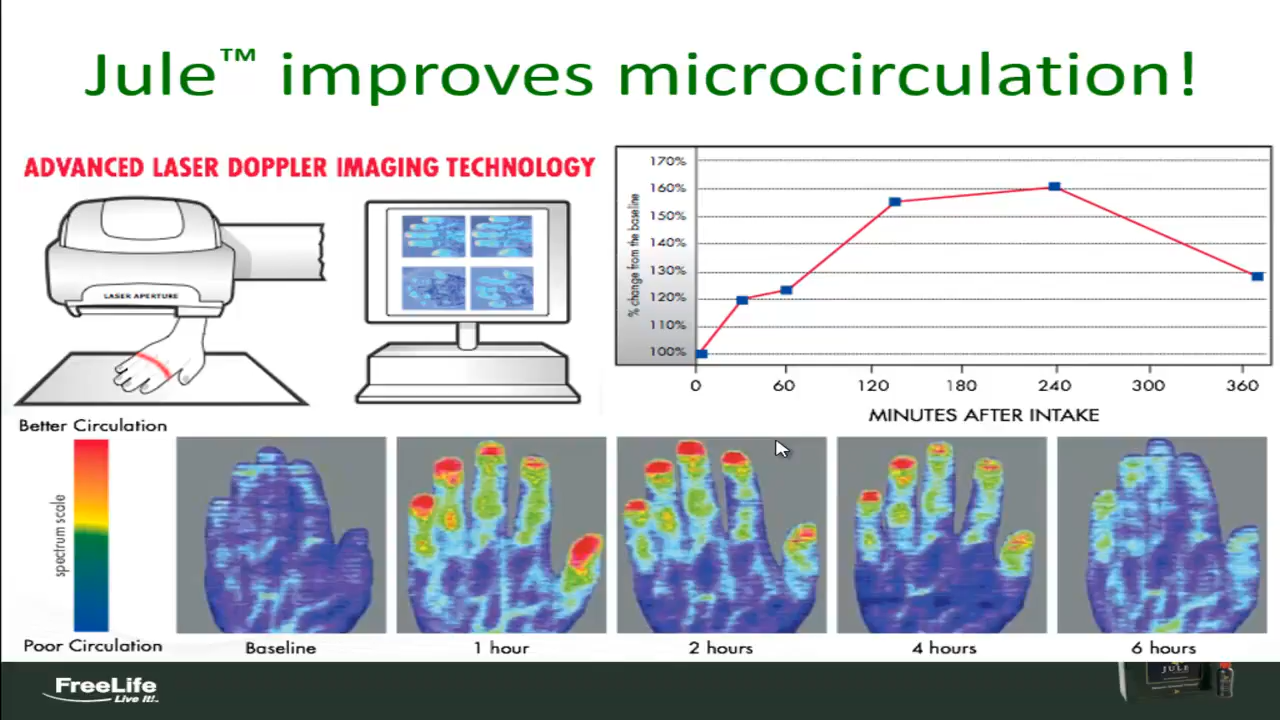 Jule™ improves microcirculation!
ADVANCED LASER DOPPLER IMAGING TECHNOLOGY
LASER APERTURE
% change from the baseline
170%
160%
150%
140%
130%
120%
110%
100%
0 60 120 180 240 300 360
MINUTES AFTER INTAKE
Better Circulation
spectrum scale
Poor Circulation
Baseline
1 hour
2 hours
4 hours
6 hours
FreeLife
Live It!™
JULE